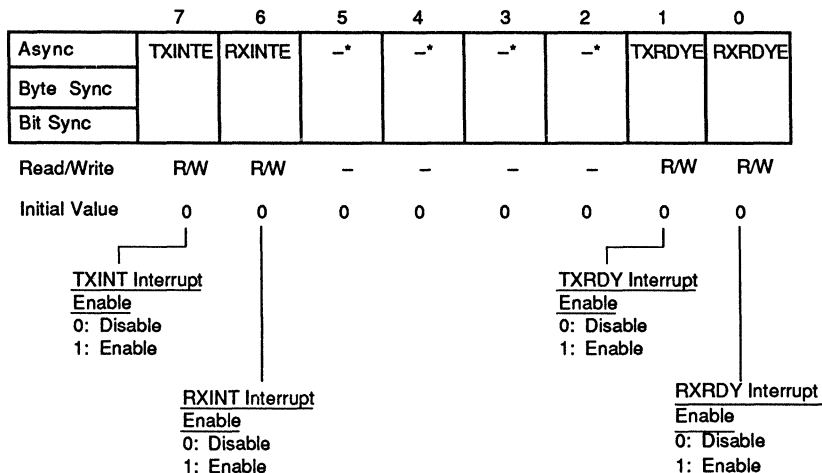 7 6 5 4 3 2 1 0
Async TXINTE RXINTE –* –* –* –* TXRDYE RXRDYE
Byte Sync
Bit Sync
Read/Write R/W R/W – – – – R/W R/W
Initial Value 0 0 0 0 0 0 0 0
TXINT Interrupt
Enable
0: Disable
1: Enable
RXINT Interrupt
Enable
0: Disable
1: Enable
TXRDY Interrupt
Enable
0: Disable
1: Enable
RXRDY Interrupt
Enable
0: Disable
1: Enable